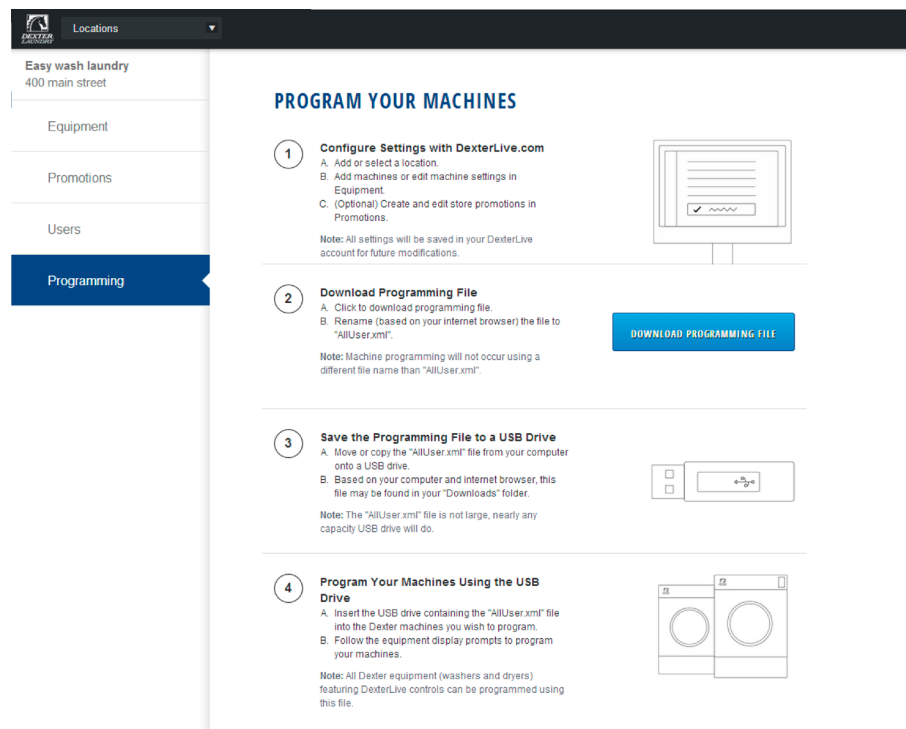 DEXTER
LAUNDRY
Locations
Easy wash laundry
400 main street
Equipment
Promotions
Users
Programming
PROGRAM YOUR MACHINES
1
Configure Settings with DexterLive.com
A. Add or select a location.
B. Add machines or edit machine settings in
Equipment.
C. (Optional) Create and edit store promotions in
Promotions.
Note: All settings will be saved in your DexterLive
account for future modifications.
2
Download Programming File
A. Click to download programming file.
B. Rename (based on your internet browser) the file to
"AllUser.xml".
Note: Machine programming will not occur using a
different file name than "AllUser.xml".
DOWNLOAD PROGRAMMING FILE
3
Save the Programming File to a USB Drive
A. Move or copy the "AllUser.xml" file from your computer
onto a USB drive.
B. Based on your computer and internet browser, this
file may be found in your "Downloads" folder.
Note: The "AllUser.xml" file is not large, nearly any
capacity USB drive will do.
4
Program Your Machines Using the USB
Drive
A. Insert the USB drive containing the "AllUser.xml" file
into the Dexter machines you wish to program.
B. Follow the equipment display prompts to program
your machines.
Note: All Dexter equipment (washers and dryers)
featuring DexterLive controls can be programmed using
this file.